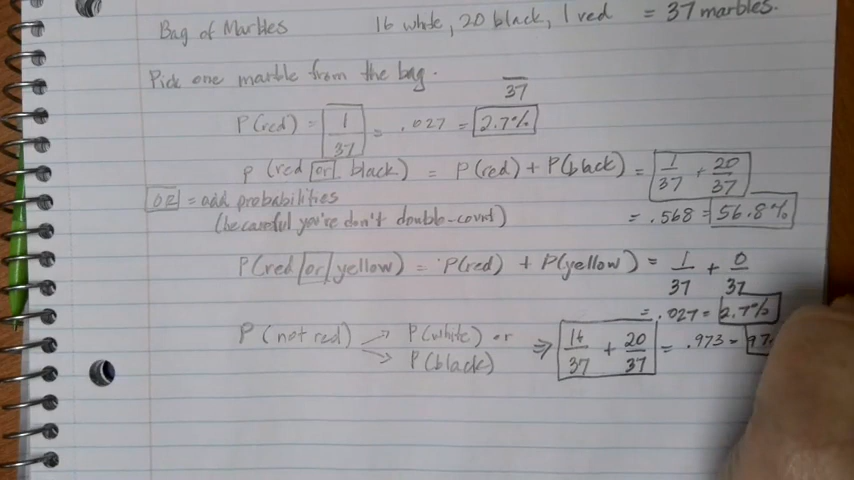 Bag of Marbles 16 white, 20 black, 1 red = 37 marbles.
Pick one marble from the bag.
37
P(red) = 1/37 = .027 = 2.7%
P(red or black) = P(red) + P(black) = 1/37 + 20/37
OR = add probabilities
(be careful you're don't double-count) = .568 = 56.8%
P(red or yellow) = P(red) + P(yellow) = 1/37 + 0/37
= .027 = 2.7%
P(not red) → P(white) or ⇒ 16/37 + 20/37 = .973 = 97.
→ P(black)